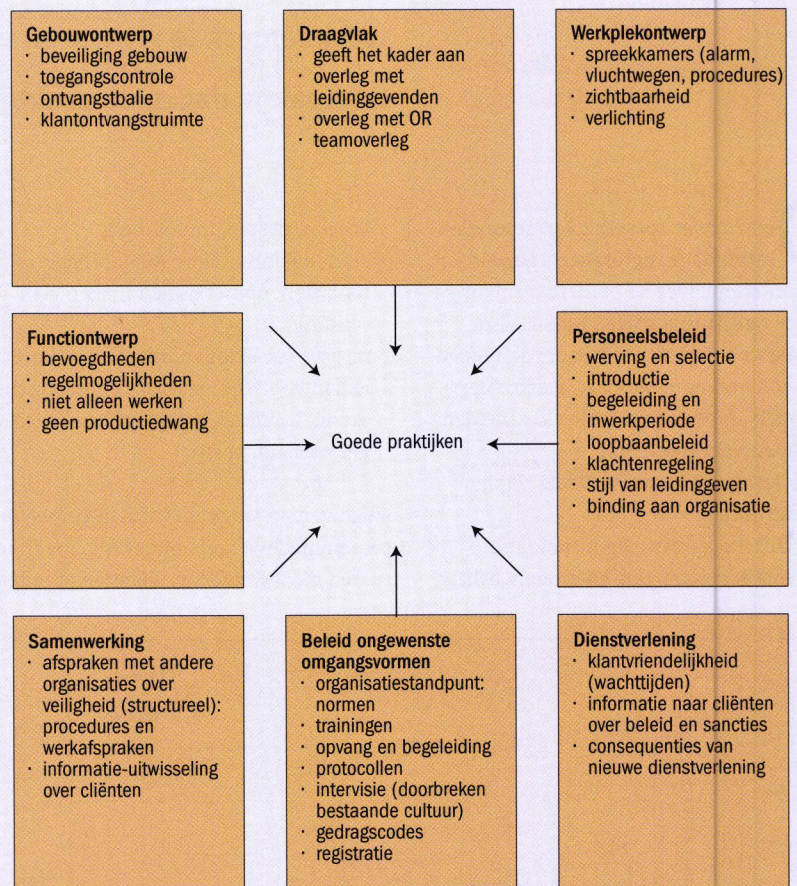 Gebouwontwerp
· beveiliging gebouw
· toegangscontrole
· ontvangstbalie
· klantontvangstruimte
Draagvlak
· geeft het kader aan
· overleg met
leidinggevenden
· overleg met OR
· teamoverleg
Werkplekontwerp
· spreekkamers (alarm,
vluchtwegen, procedures)
· zichtbaarheid
· verlichting
Functiontwerp
· bevoegdheden
· regelmogelijkheden
· niet alleen werken
· geen productiedwang
Goede praktijken
Personeelsbeleid
· werving en selectie
· introductie
· begeleiding en
inwerkperiode
· loopbaanbeleid
· klachtenregeling
· stijl van leidinggeven
· binding aan organisatie
Samenwerking
· afspraken met andere
organisaties over
veiligheid (structureel):
procedures en
werkafspraken
· informatie-uitwisseling
over cliënten
Beleid ongewenste
omgangsvormen
· organisatiestandpunt:
normen
· trainingen
· opvang en begeleiding
· protocollen
· intervisie (doorbreken
bestaande cultuur)
· gedragscodes
· registratie
Dienstverlening
· klantvriendelijkheid
(wachttijden)
· informatie naar cliënten
over beleid en sancties
· consequenties van
nieuwe dienstverlening